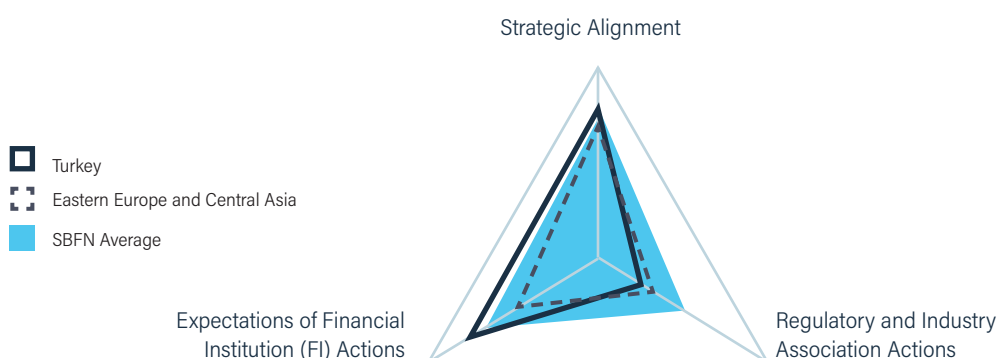 Strategic Alignment
Turkey
Eastern Europe and Central Asia
SBFN Average
Expectations of Financial
Institution (FI) Actions
Regulatory and Industry
Association Actions